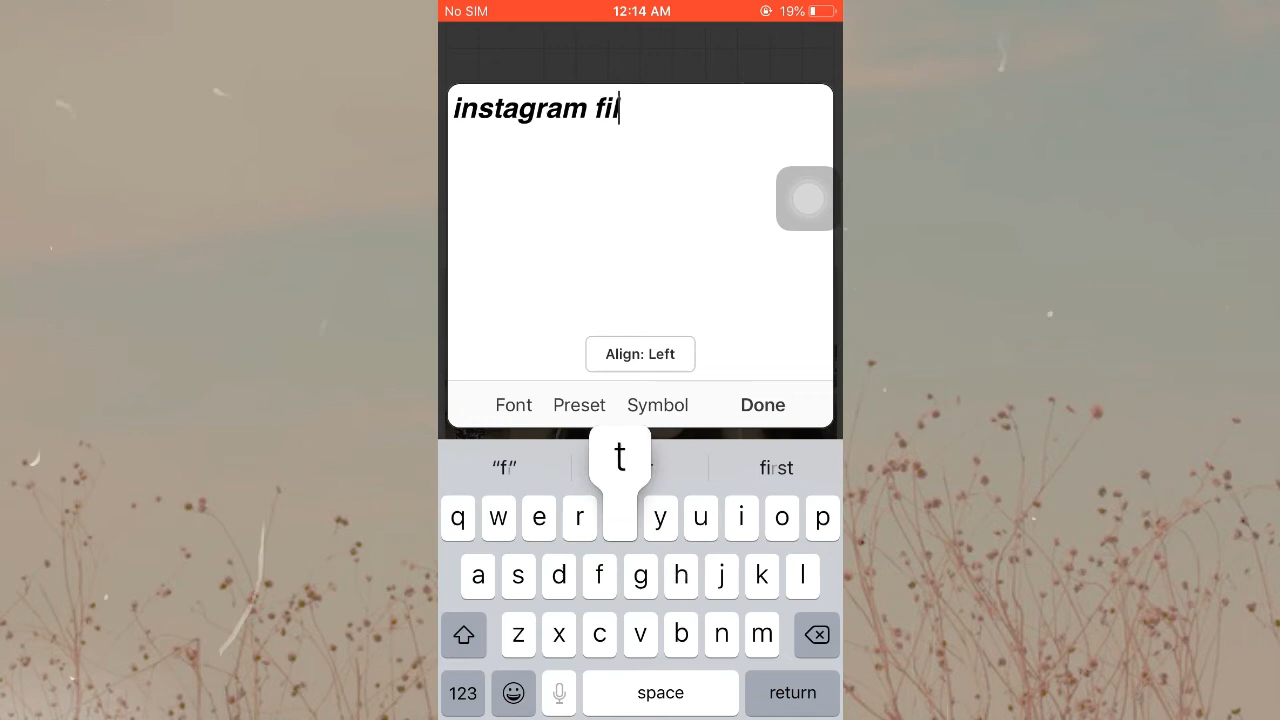 No SIM 12:14 AM 19%
instagram fil
Align: Left
Font Preset Symbol Done
"f" first
t
q w e r y u i o p
a s d f g h j k l
z x c v b n m
123 space return